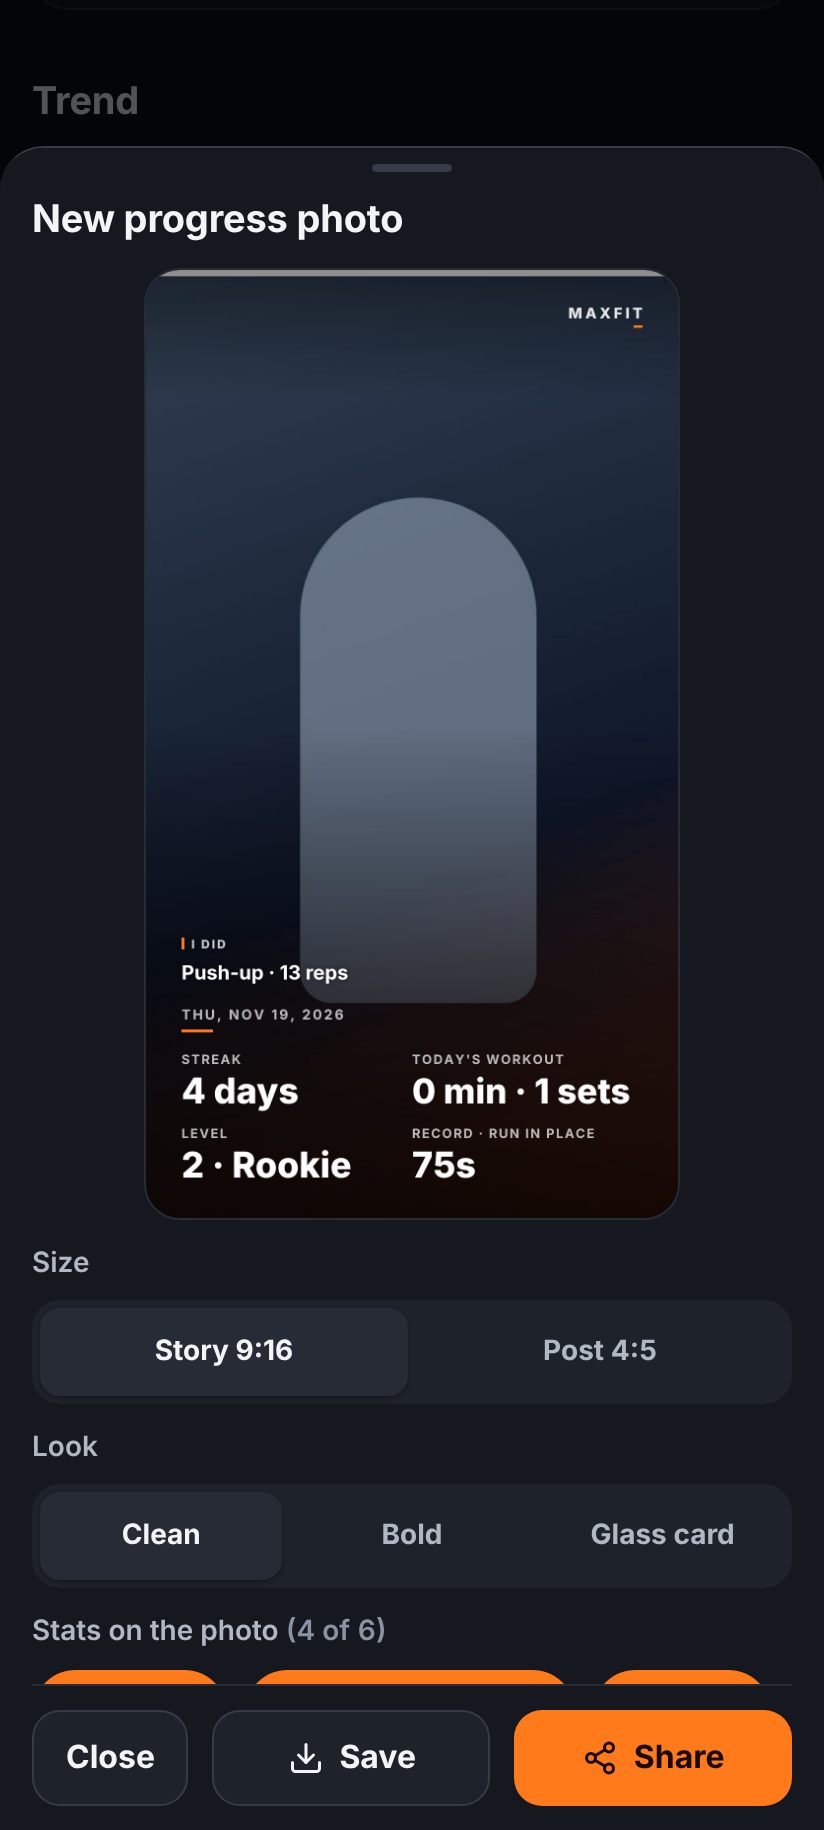 Trend
New progress photo
MAXFIT
I DID
Push-up · 13 reps
THU, NOV 19, 2026
STREAK
4 days
TODAY'S WORKOUT
0 min · 1 sets
LEVEL
2 · Rookie
RECORD · RUN IN PLACE
75s
Size
Story 9:16
Post 4:5
Look
Clean
Bold
Glass card
Stats on the photo (4 of 6)
Close
Save
Share